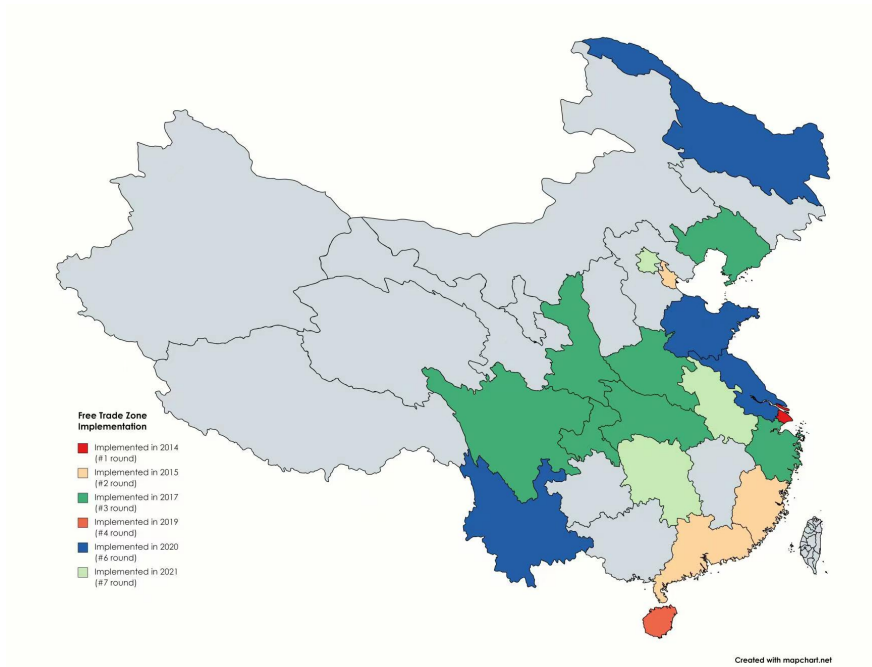 Free Trade Zone
Implementation
Implemented in 2014
(#1 round)
Implemented in 2015
(#2 round)
Implemented in 2017
(#3 round)
Implemented in 2019
(#4 round)
Implemented in 2020
(#6 round)
Implemented in 2021
(#7 round)
Created with mapchart.net